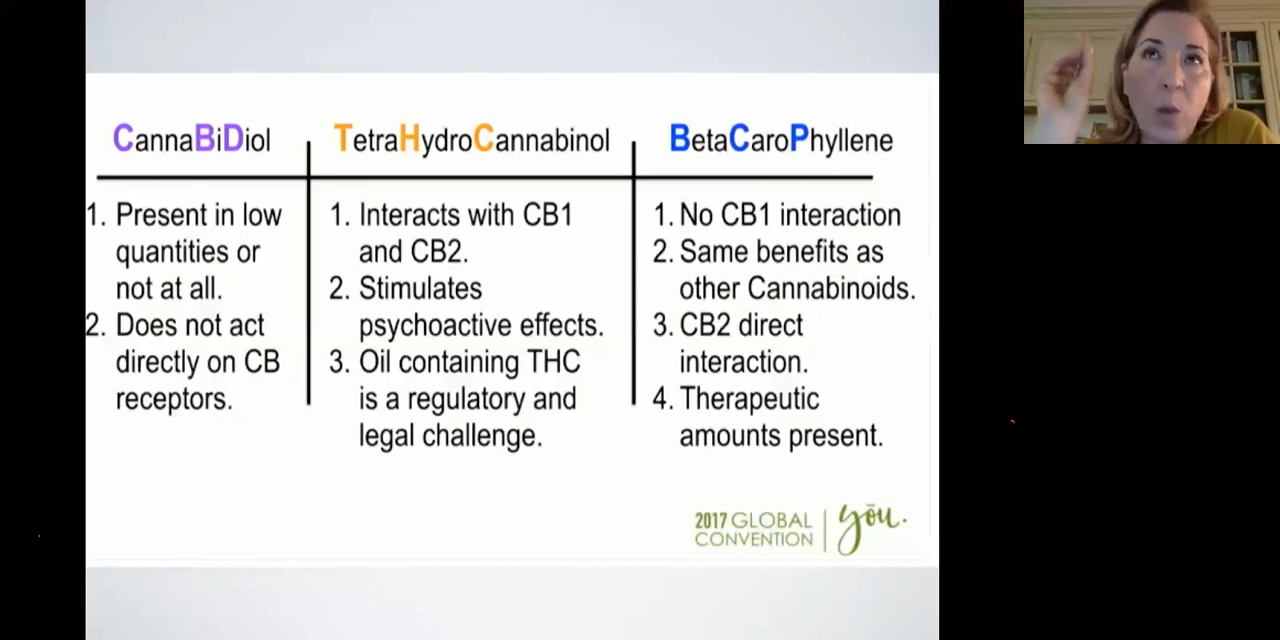 CannaBiDiol
1. Present in low
quantities or
not at all.
2. Does not act
directly on CB
receptors.
TetraHydroCannabinol
1. Interacts with CB1
and CB2.
2. Stimulates
psychoactive effects.
3. Oil containing THC
is a regulatory and
legal challenge.
BetaCaroPhyllene
1. No CB1 interaction
2. Same benefits as
other Cannabinoids.
3. CB2 direct
interaction.
4. Therapeutic
amounts present.
2017 GLOBAL
CONVENTION
yōu.